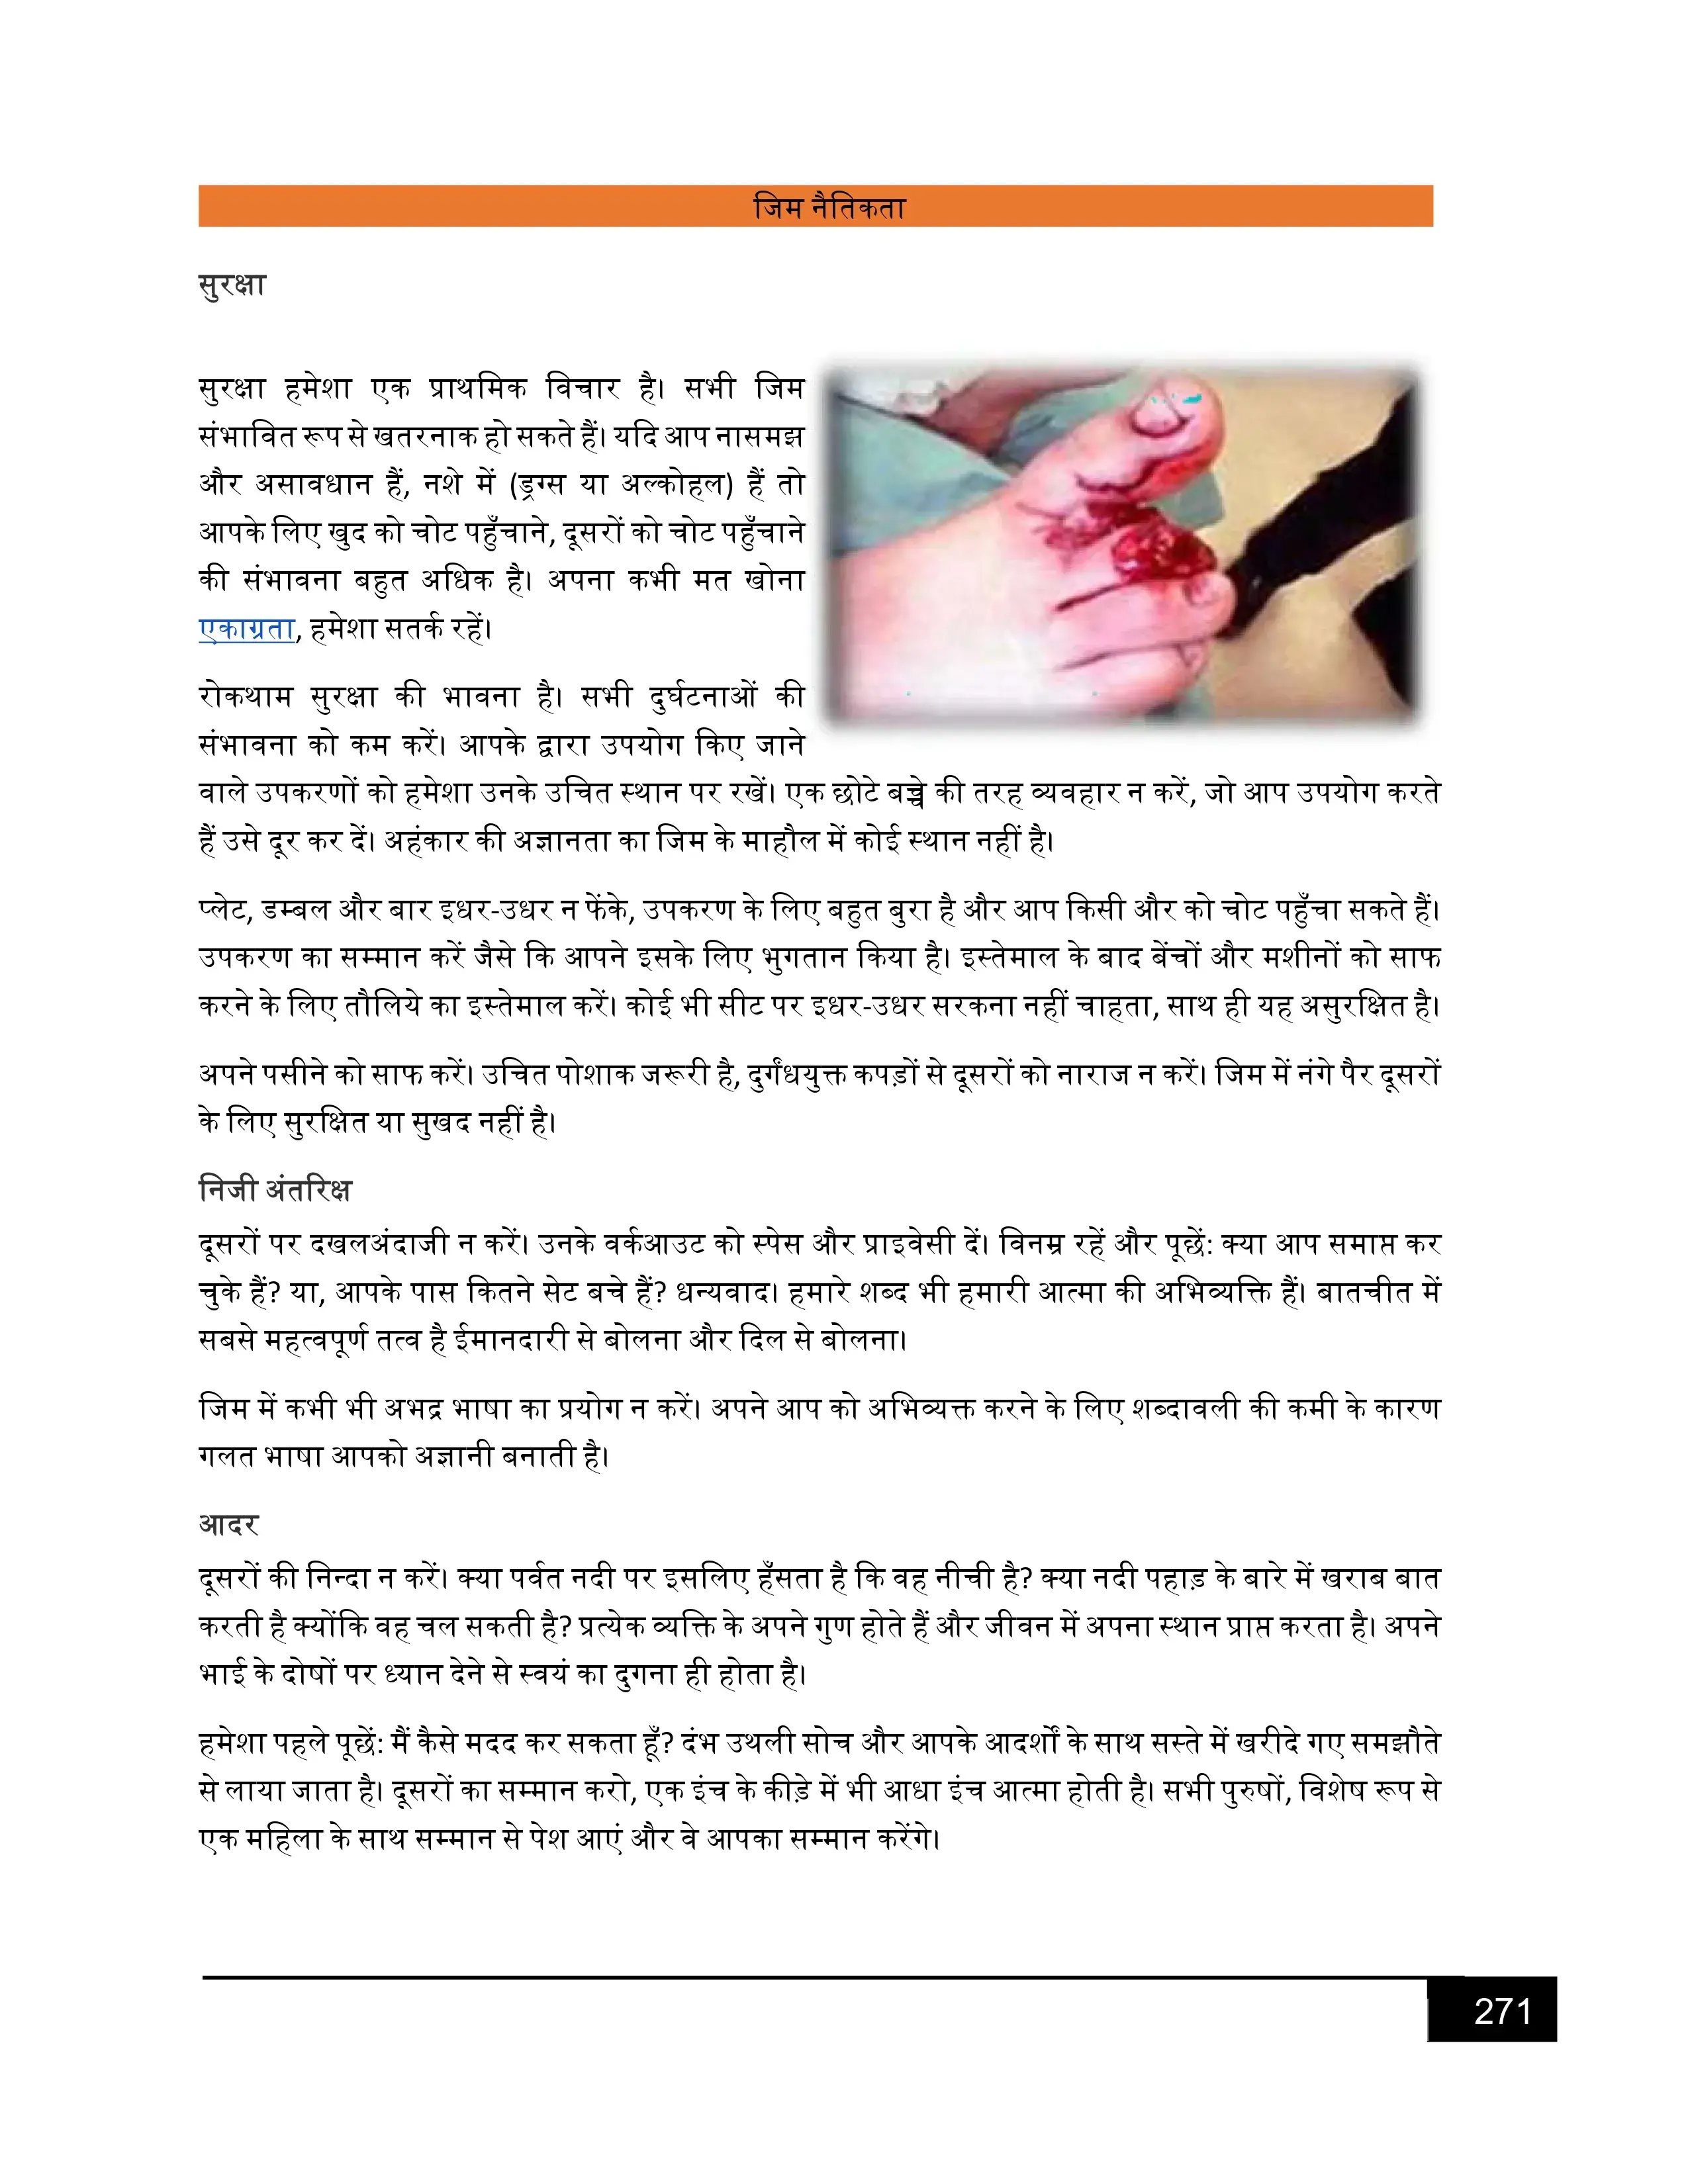 जिम नैतिकता
सुरक्षा
सुरक्षा हमेशा एक प्राथमिक विचार है। सभी जिम
संभावित रूप से खतरनाक हो सकते हैं। यदि आप नासमझ
और असावधान हैं, नशे में (ड्रग्स या अल्कोहल) हैं तो
आपके लिए खुद को चोट पहुँचाने, दूसरों को चोट पहुँचाने
की संभावना बहुत अधिक है। अपना कभी मत खोना
एकाग्रता, हमेशा सतर्क रहें।
रोकथाम सुरक्षा की भावना है। सभी दुर्घटनाओं की
संभावना को कम करें। आपके द्वारा उपयोग किए जाने
वाले उपकरणों को हमेशा उनके उचित स्थान पर रखें। एक छोटे बच्चे की तरह व्यवहार न करें, जो आप उपयोग करते
हैं उसे दूर कर दें। अहंकार की अज्ञानता का जिम के माहौल में कोई स्थान नहीं है।
प्लेट, डम्बल और बार इधर-उधर न फेंके, उपकरण के लिए बहुत बुरा है और आप किसी और को चोट पहुँचा सकते हैं।
उपकरण का सम्मान करें जैसे कि आपने इसके लिए भुगतान किया है। इस्तेमाल के बाद बेंचों और मशीनों को साफ
करने के लिए तौलिये का इस्तेमाल करें। कोई भी सीट पर इधर-उधर सरकना नहीं चाहता, साथ ही यह असुरक्षित है।
अपने पसीने को साफ करें। उचित पोशाक जरूरी है, दुर्गंधयुक्त कपड़ों से दूसरों को नाराज न करें। जिम में नंगे पैर दूसरों
के लिए सुरक्षित या सुखद नहीं है।
निजी अंतरिक्ष
दूसरों पर दखलअंदाजी न करें। उनके वर्कआउट को स्पेस और प्राइवेसी दें। विनम्र रहें और पूछें: क्या आप समाप्त कर
चुके हैं? या, आपके पास कितने सेट बचे हैं? धन्यवाद। हमारे शब्द भी हमारी आत्मा की अभिव्यक्ति हैं। बातचीत में
सबसे महत्वपूर्ण तत्व है ईमानदारी से बोलना और दिल से बोलना।
जिम में कभी भी अभद्र भाषा का प्रयोग न करें। अपने आप को अभिव्यक्त करने के लिए शब्दावली की कमी के कारण
गलत भाषा आपको अज्ञानी बनाती है।
आदर
दूसरों की निन्दा न करें। क्या पर्वत नदी पर इसलिए हँसता है कि वह नीची है? क्या नदी पहाड़ के बारे में खराब बात
करती है क्योंकि वह चल सकती है? प्रत्येक व्यक्ति के अपने गुण होते हैं और जीवन में अपना स्थान प्राप्त करता है। अपने
भाई के दोषों पर ध्यान देने से स्वयं का दुगना ही होता है।
हमेशा पहले पूछें: मैं कैसे मदद कर सकता हूँ? दंभ उथली सोच और आपके आदर्शों के साथ सस्ते में खरीदे गए समझौते
से लाया जाता है। दूसरों का सम्मान करो, एक इंच के कीड़े में भी आधा इंच आत्मा होती है। सभी पुरुषों, विशेष रूप से
एक महिला के साथ सम्मान से पेश आएं और वे आपका सम्मान करेंगे।
271